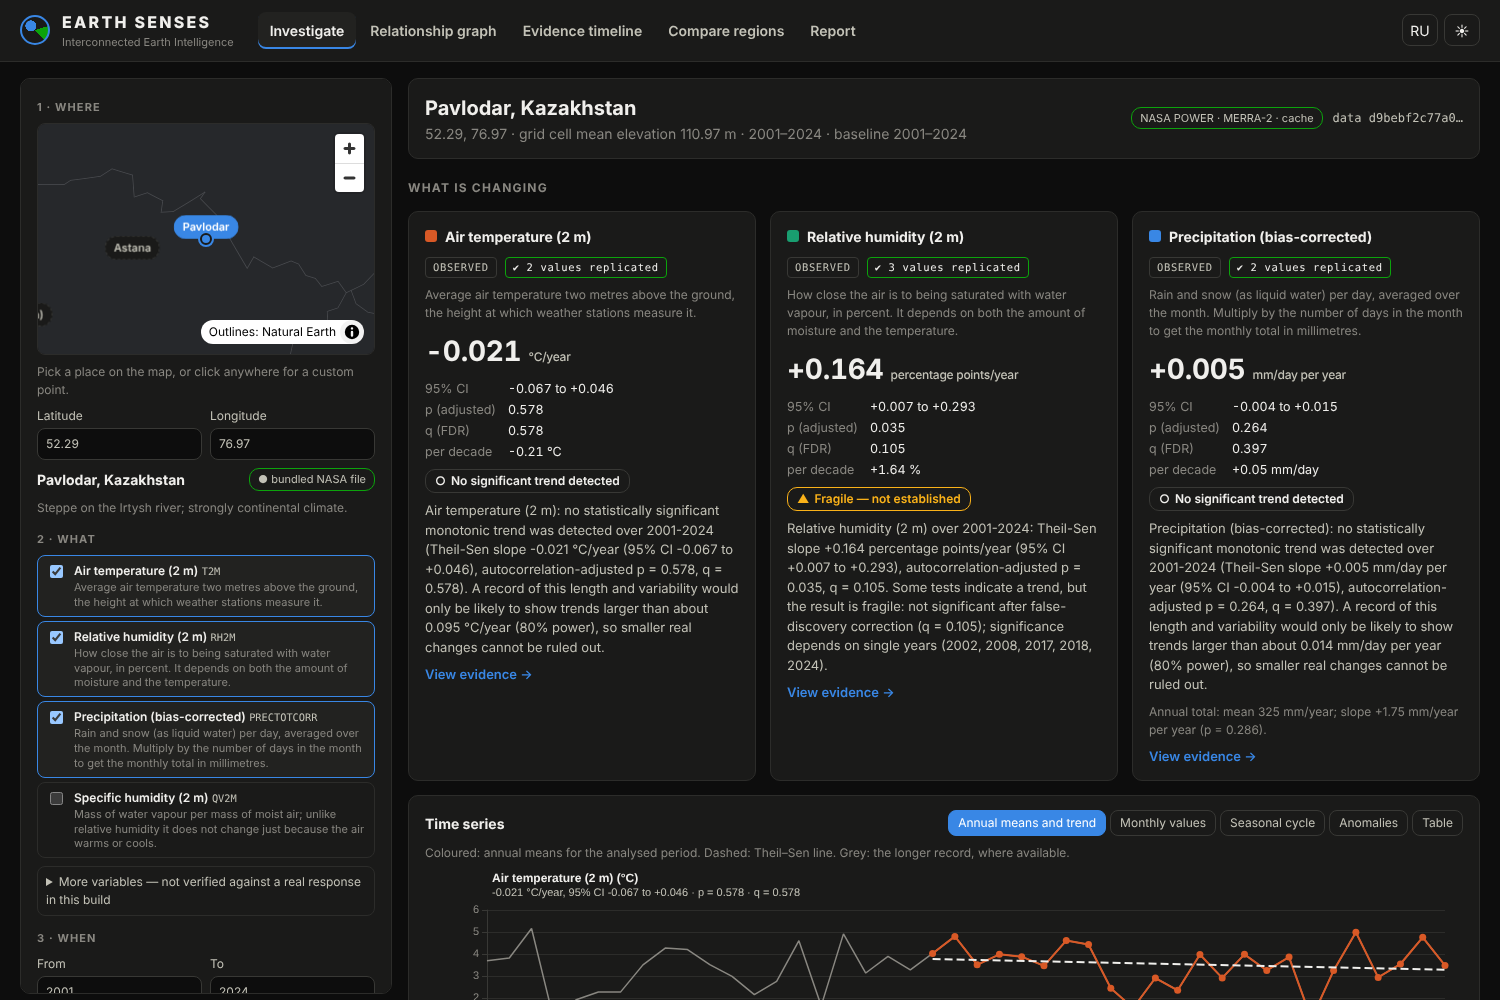 EARTH SENSES
Interconnected Earth Intelligence
Investigate
Relationship graph
Evidence timeline
Compare regions
Report
RU
1 · WHERE
+
−
Pavlodar
Astana
Outlines: Natural Earth
Pick a place on the map, or click anywhere for a custom
point.
Latitude
Longitude
52.29
76.97
Pavlodar, Kazakhstan
bundled NASA file
Steppe on the Irtysh river; strongly continental climate.
2 · WHAT
Air temperature (2 m) T2M
Average air temperature two metres above the ground,
the height at which weather stations measure it.
Relative humidity (2 m) RH2M
How close the air is to being saturated with water
vapour, in percent. It depends on both the amount of
moisture and the temperature.
Precipitation (bias-corrected) PRECTOTCORR
Rain and snow (as liquid water) per day, averaged over
the month. Multiply by the number of days in the month
to get the monthly total in millimetres.
Specific humidity (2 m) QV2M
Mass of water vapour per mass of moist air; unlike
relative humidity it does not change just because the air
warms or cools.
▶ More variables — not verified against a real response
in this build
3 · WHEN
From
To
2001
2024
Pavlodar, Kazakhstan
52.29, 76.97 · grid cell mean elevation 110.97 m · 2001–2024 · baseline 2001–2024
NASA POWER · MERRA-2 · cache
data d9bebf2c77a0…
WHAT IS CHANGING
Air temperature (2 m)
OBSERVED
✔ 2 values replicated
Average air temperature two metres above the ground,
the height at which weather stations measure it.
-0.021 °C/year
95% CI -0.067 to +0.046
p (adjusted) 0.578
q (FDR) 0.578
per decade -0.21 °C
No significant trend detected
Air temperature (2 m): no statistically significant
monotonic trend was detected over 2001-2024
(Theil-Sen slope -0.021 °C/year (95% CI -0.067 to
+0.046), autocorrelation-adjusted p = 0.578, q =
0.578). A record of this length and variability would
only be likely to show trends larger than about
0.095 °C/year (80% power), so smaller real
changes cannot be ruled out.
View evidence →
Relative humidity (2 m)
OBSERVED
✔ 3 values replicated
How close the air is to being saturated with water
vapour, in percent. It depends on both the amount of
moisture and the temperature.
+0.164 percentage points/year
95% CI +0.007 to +0.293
p (adjusted) 0.035
q (FDR) 0.105
per decade +1.64 %
▲ Fragile — not established
Relative humidity (2 m) over 2001-2024: Theil-Sen
slope +0.164 percentage points/year (95% CI
+0.007 to +0.293), autocorrelation-adjusted p =
0.035, q = 0.105. Some tests indicate a trend, but
the result is fragile: not significant after false-
discovery correction (q = 0.105); significance
depends on single years (2002, 2008, 2017, 2018,
2024).
View evidence →
Precipitation (bias-corrected)
OBSERVED
✔ 2 values replicated
Rain and snow (as liquid water) per day, averaged over
the month. Multiply by the number of days in the month
to get the monthly total in millimetres.
+0.005 mm/day per year
95% CI -0.004 to +0.015
p (adjusted) 0.264
q (FDR) 0.397
per decade +0.05 mm/day
No significant trend detected
Precipitation (bias-corrected): no statistically
significant monotonic trend was detected over
2001-2024 (Theil-Sen slope +0.005 mm/day per
year (95% CI -0.004 to +0.015), autocorrelation-
adjusted p = 0.264, q = 0.397). A record of this
length and variability would only be likely to show
trends larger than about 0.014 mm/day per year
(80% power), so smaller real changes cannot be
ruled out.
Annual total: mean 325 mm/year; slope +1.75 mm/year
per year (p = 0.286).
View evidence →
Time series
Annual means and trend
Monthly values
Seasonal cycle
Anomalies
Table
Coloured: annual means for the analysed period. Dashed: Theil–Sen line. Grey: the longer record, where available.
Air temperature (2 m) (°C)
-0.021 °C/year, 95% CI -0.067 to +0.046 · p = 0.578 · q = 0.578
6
5
4
3
2